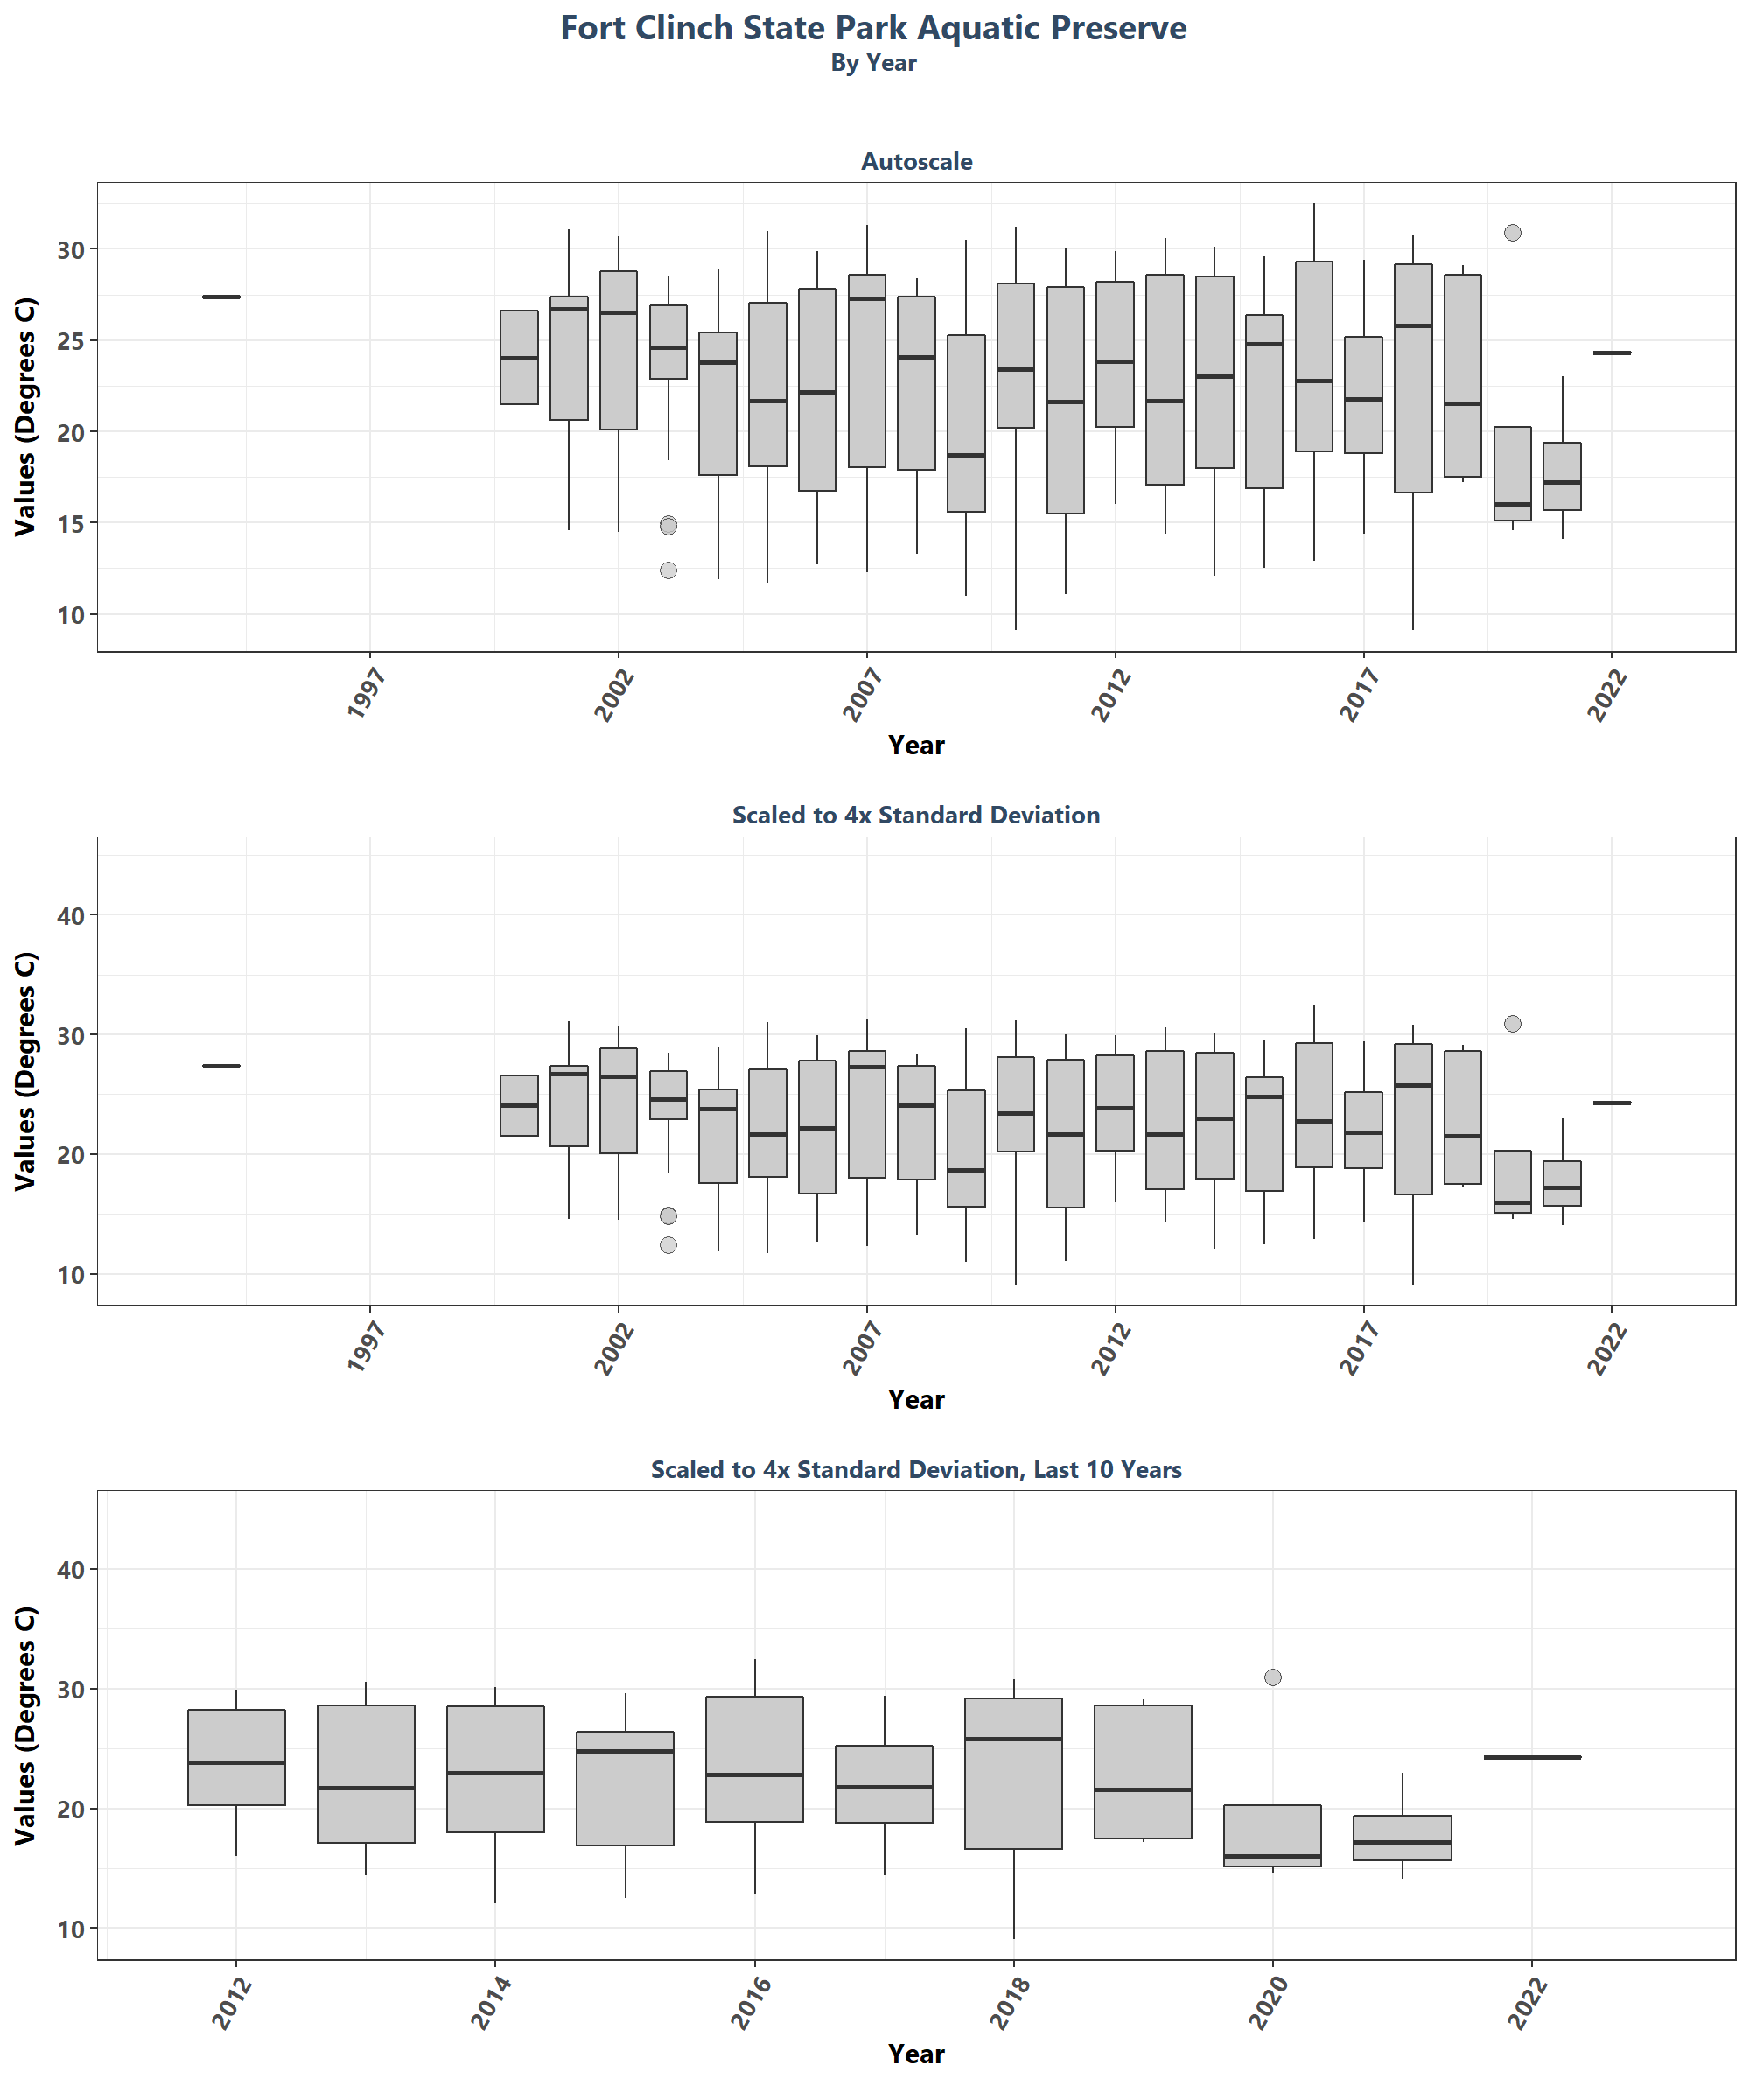 Fort Clinch State Park Aquatic Preserve
By Year
Autoscale
Values (Degrees C)
30
25
20
15
10
1997
2002
2007
2012
2017
2022
Year
Scaled to 4x Standard Deviation
Values (Degrees C)
40
30
20
10
1997
2002
2007
2012
2017
2022
Year
Scaled to 4x Standard Deviation, Last 10 Years
Values (Degrees C)
40
30
20
10
2012
2014
2016
2018
2020
2022
Year